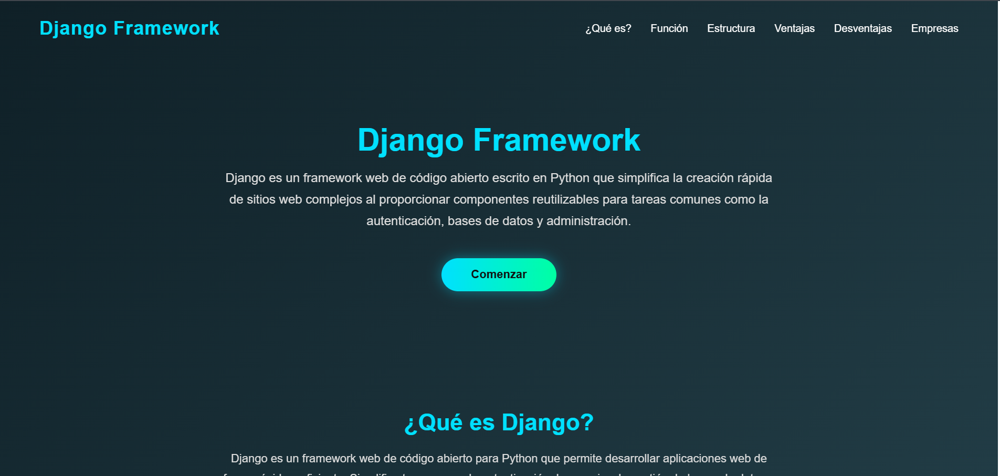 Django Framework
¿Qué es? Función Estructura Ventajas Desventajas Empresas
Django Framework
Django es un framework web de código abierto escrito en Python que simplifica la creación rápida
de sitios web complejos al proporcionar componentes reutilizables para tareas comunes como la
autenticación, bases de datos y administración.
Comenzar
¿Qué es Django?
Django es un framework web de código abierto para Python que permite desarrollar aplicaciones web de